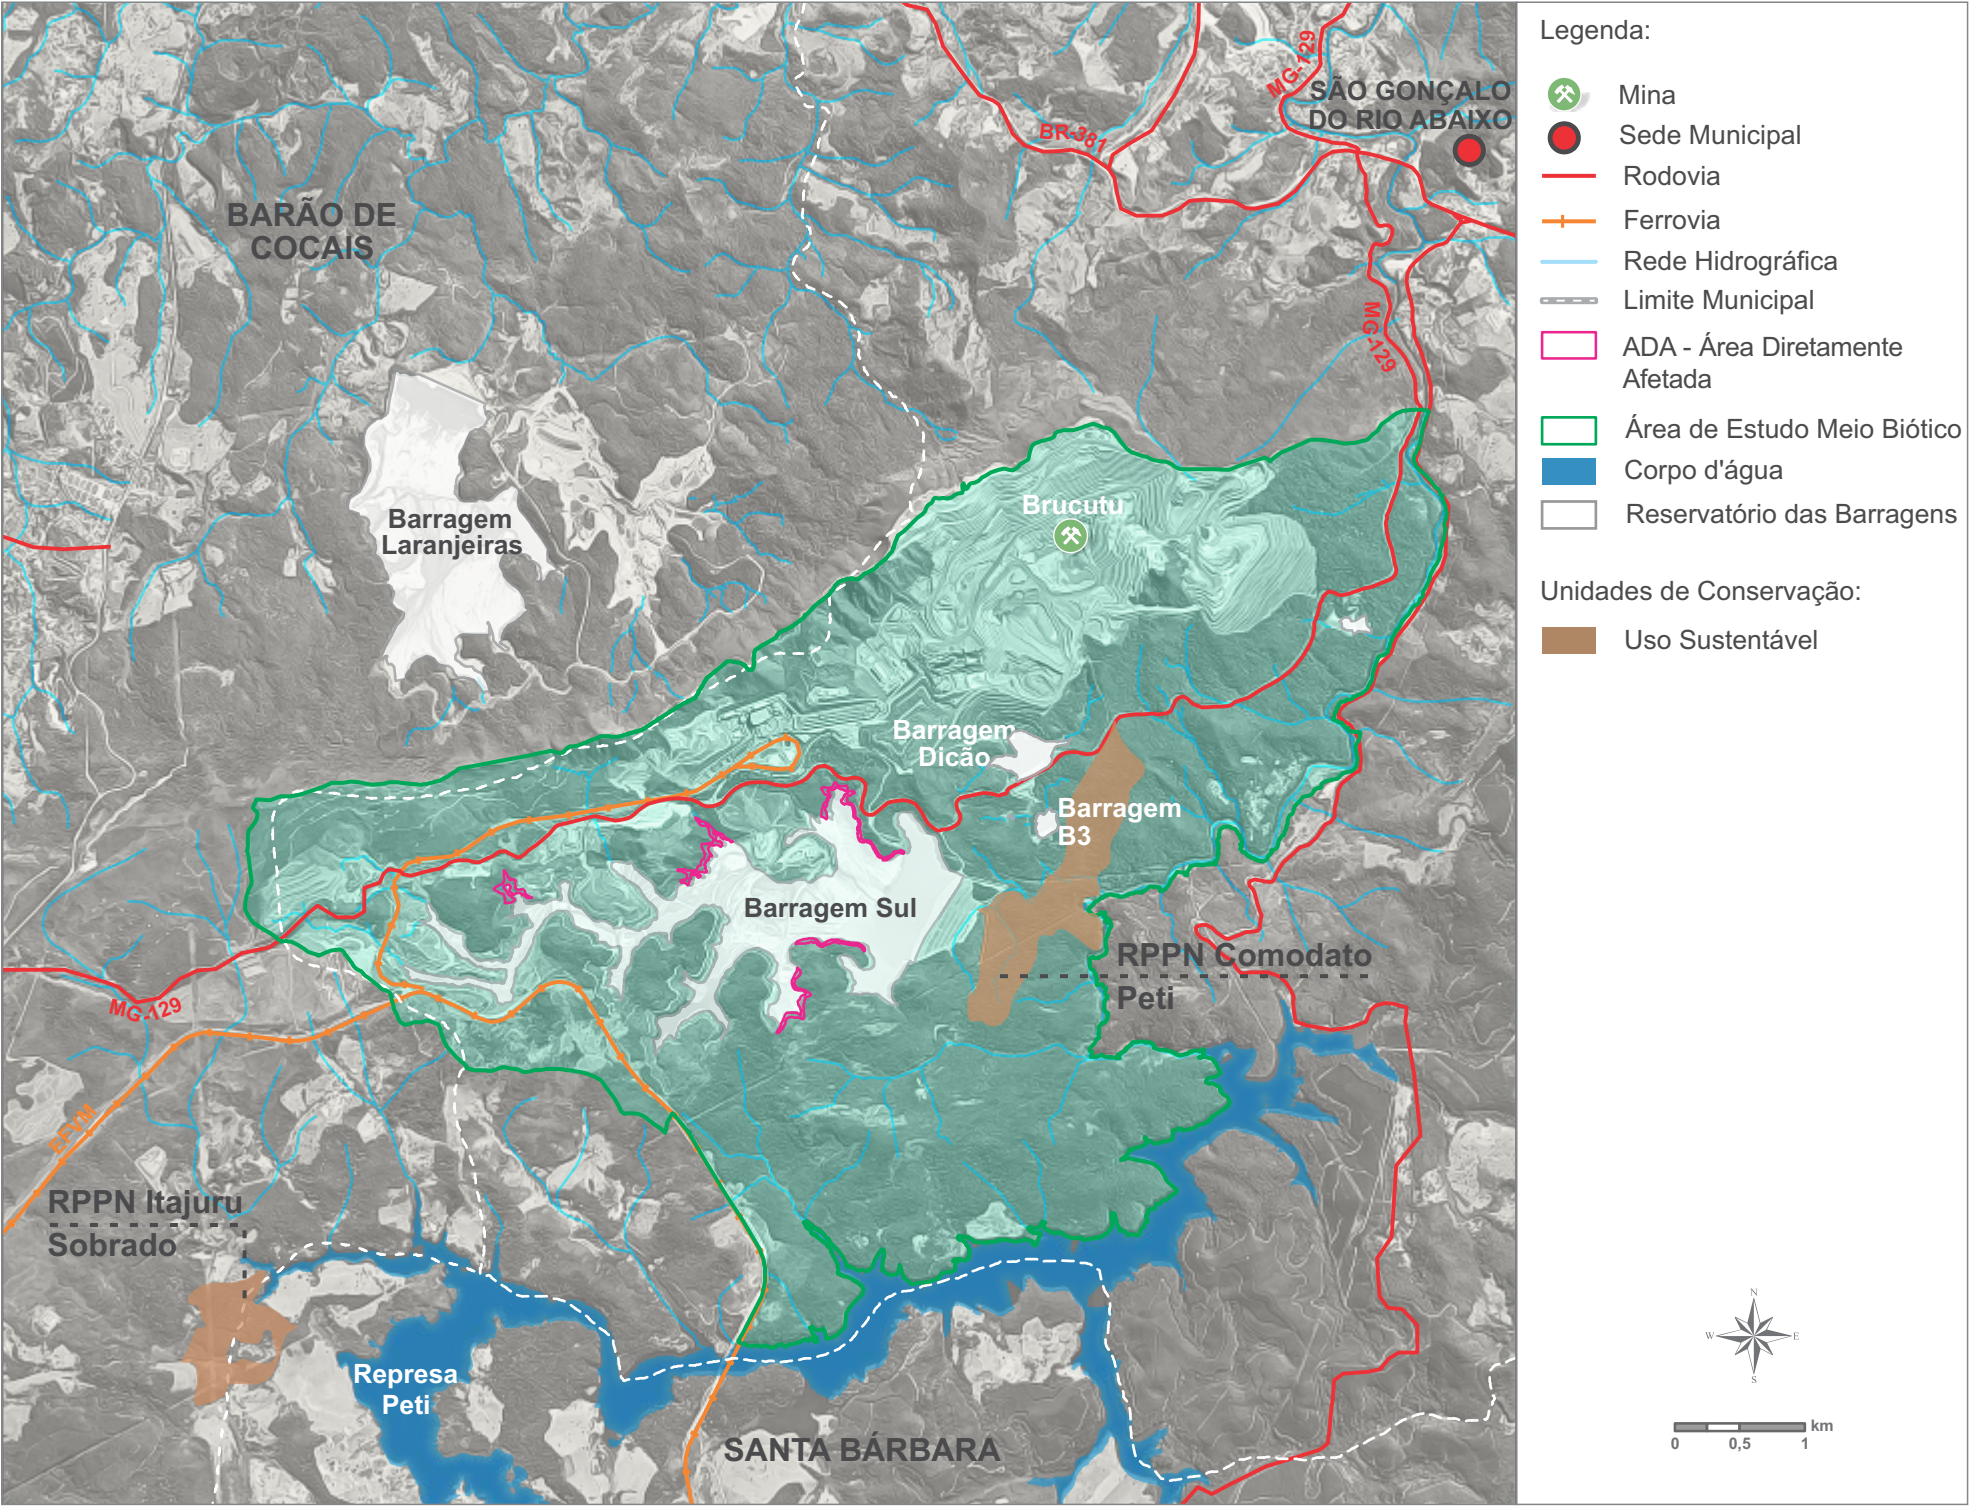 MG-129
SÃO GONÇALO
DO RIO ABAIXO
BR-381
BARÃO DE
COCAIS
MG-129
Barragem
Laranjeiras
Brucutu
Barragem
Dicão
Barragem
B3
Barragem Sul
RPPN Comodato
Peti
MG-129
EFVM
RPPN Itajuru
Sobrado
Represa
Peti
SANTA BÁRBARA
Legenda:
Mina
Sede Municipal
Rodovia
Ferrovia
Rede Hidrográfica
Limite Municipal
ADA - Área Diretamente
Afetada
Área de Estudo Meio Biótico
Corpo d'água
Reservatório das Barragens
Unidades de Conservação:
Uso Sustentável
N
W
E
S
km
0
0,5
1